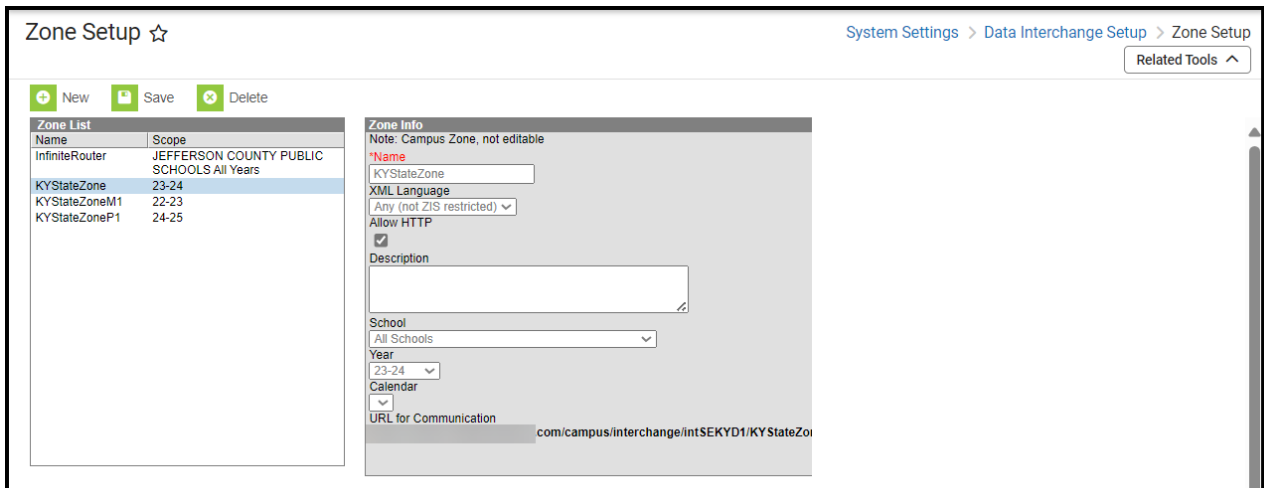 Zone Setup
System Settings > Data Interchange Setup > Zone Setup
Related Tools
New Save Delete
Zone List
Name Scope
InfiniteRouter JEFFERSON COUNTY PUBLIC
SCHOOLS All Years
KYStateZone 23-24
KYStateZoneM1 22-23
KYStateZoneP1 24-25
Zone Info
Note: Campus Zone, not editable
*Name
KYStateZone
XML Language
Any (not ZIS restricted)
Allow HTTP
Description
School
All Schools
Year
23-24
Calendar
URL for Communication
.com/campus/interchange/intSEKYD1/KYStateZo